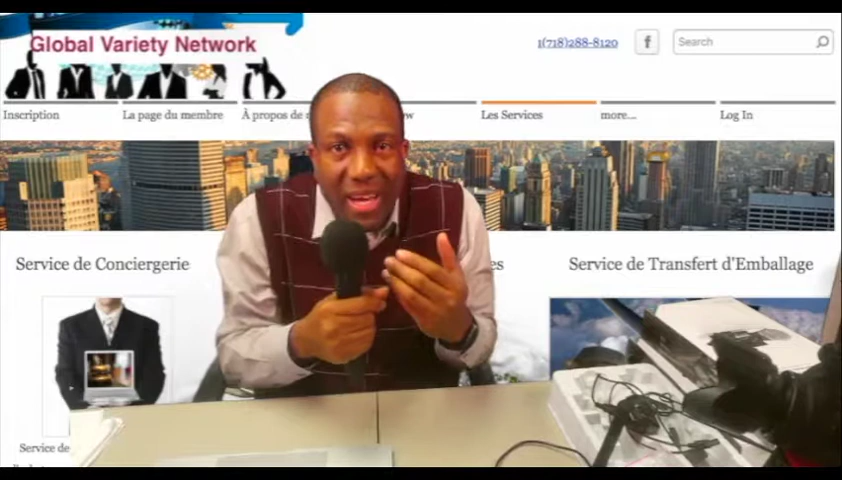 Global Variety Network
1(718)288-8120
f
Search
Inscription
La page du membre
À propos de
Les Services
more...
Log In
Service de Conciergerie
es
Service de Transfert d'Emballage
Service de